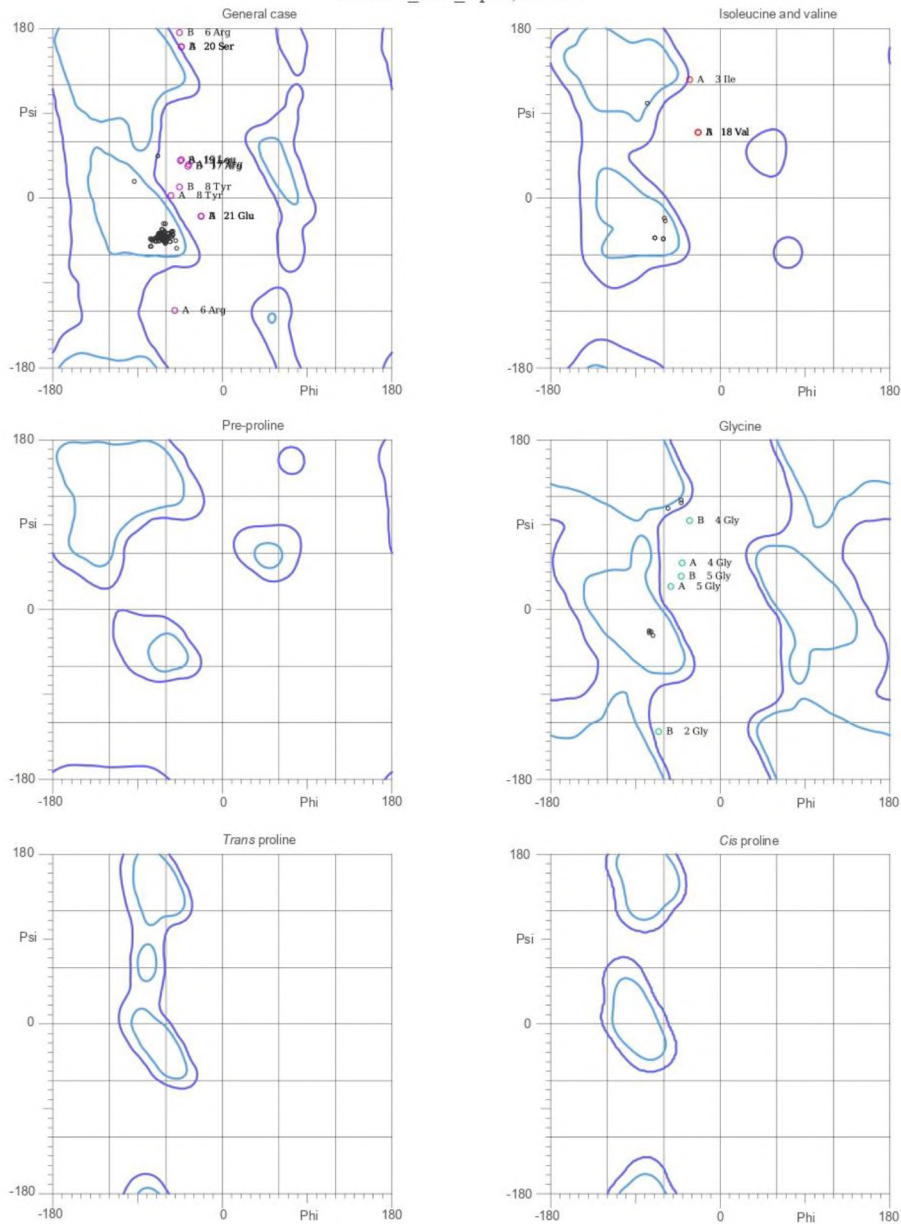 General case
180
B 6 Arg
20 Ser
Psi
17 Arg
0
B 8 Tyr
A 8 Tyr
21 Glu
A 6 Arg
-180
-180
0
Phi
180
Isoleucine and valine
180
A 3 Ile
Psi
18 Val
0
-180
-180
0
Phi
180
Pre-proline
180
Psi
0
-180
-180
0
Phi
180
Glycine
180
Psi
B 4 Gly
A 4 Gly
B 5 Gly
A 5 Gly
0
B 2 Gly
-180
-180
0
Phi
180
Trans proline
180
Psi
0
-180
-180
0
Phi
180
Cis proline
180
Psi
0
-180
-180
0
Phi
180